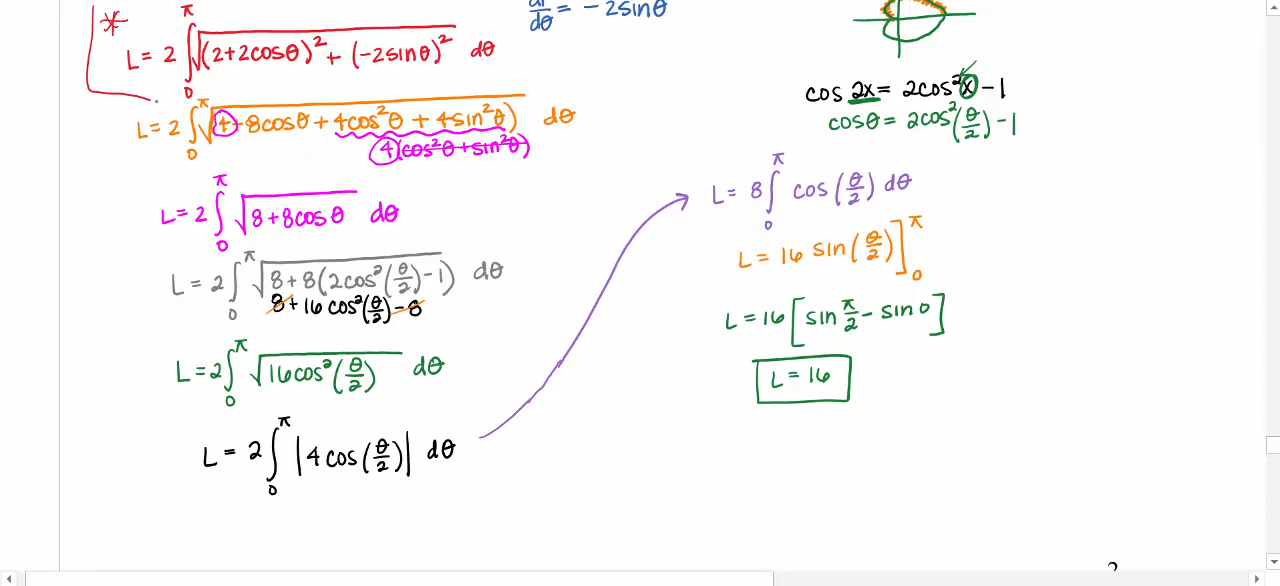 dr/dθ = -2sinθ
*
L = 2 ∫₀^π √((2+2cosθ)² + (-2sinθ)²) dθ
L = 2 ∫₀^π √(4+8cosθ + 4cos²θ + 4sin²θ) dθ
4(cos²θ + sin²θ)
L = 2 ∫₀^π √(8+8cosθ) dθ
L = 2 ∫₀^π √(8+8(2cos²(θ/2)-1)) dθ
8+16cos²(θ/2)-8
L = 2 ∫₀^π √(16cos²(θ/2)) dθ
L = 2 ∫₀^π |4cos(θ/2)| dθ
cos 2x = 2cos²x - 1
cosθ = 2cos²(θ/2) - 1
L = 8 ∫₀^π cos(θ/2) dθ
L = 16 sin(θ/2)]₀^π
L = 16[sin π/2 - sin 0]
L = 16